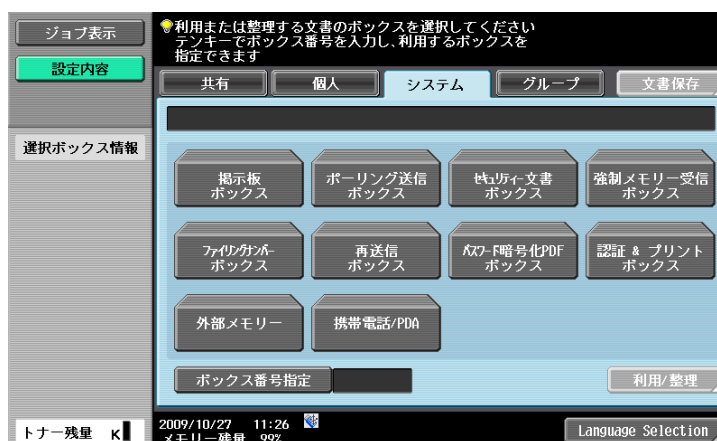 ジョブ表示
設定内容
選択ボックス情報
利用または整理する文書のボックスを選択してください
テンキーでボックス番号を入力し、利用するボックスを
指定できます
共有
個人
システム
グループ
文書保存
掲示板
ボックス
ポーリング送信
ボックス
ｾｷｭﾘﾃｨｰ文書
ボックス
強制メモリー受信
ボックス
ﾌｧｲﾘﾝｸﾞﾅﾝﾊﾞｰ
ボックス
再送信
ボックス
ﾊﾟｽﾜｰﾄﾞ暗号化PDF
ボックス
認証 & プリント
ボックス
外部メモリー
携帯電話/PDA
ボックス番号指定
利用/整理
トナー残量 K
2009/10/27 11:26
メモリー残量 99%
Language Selection